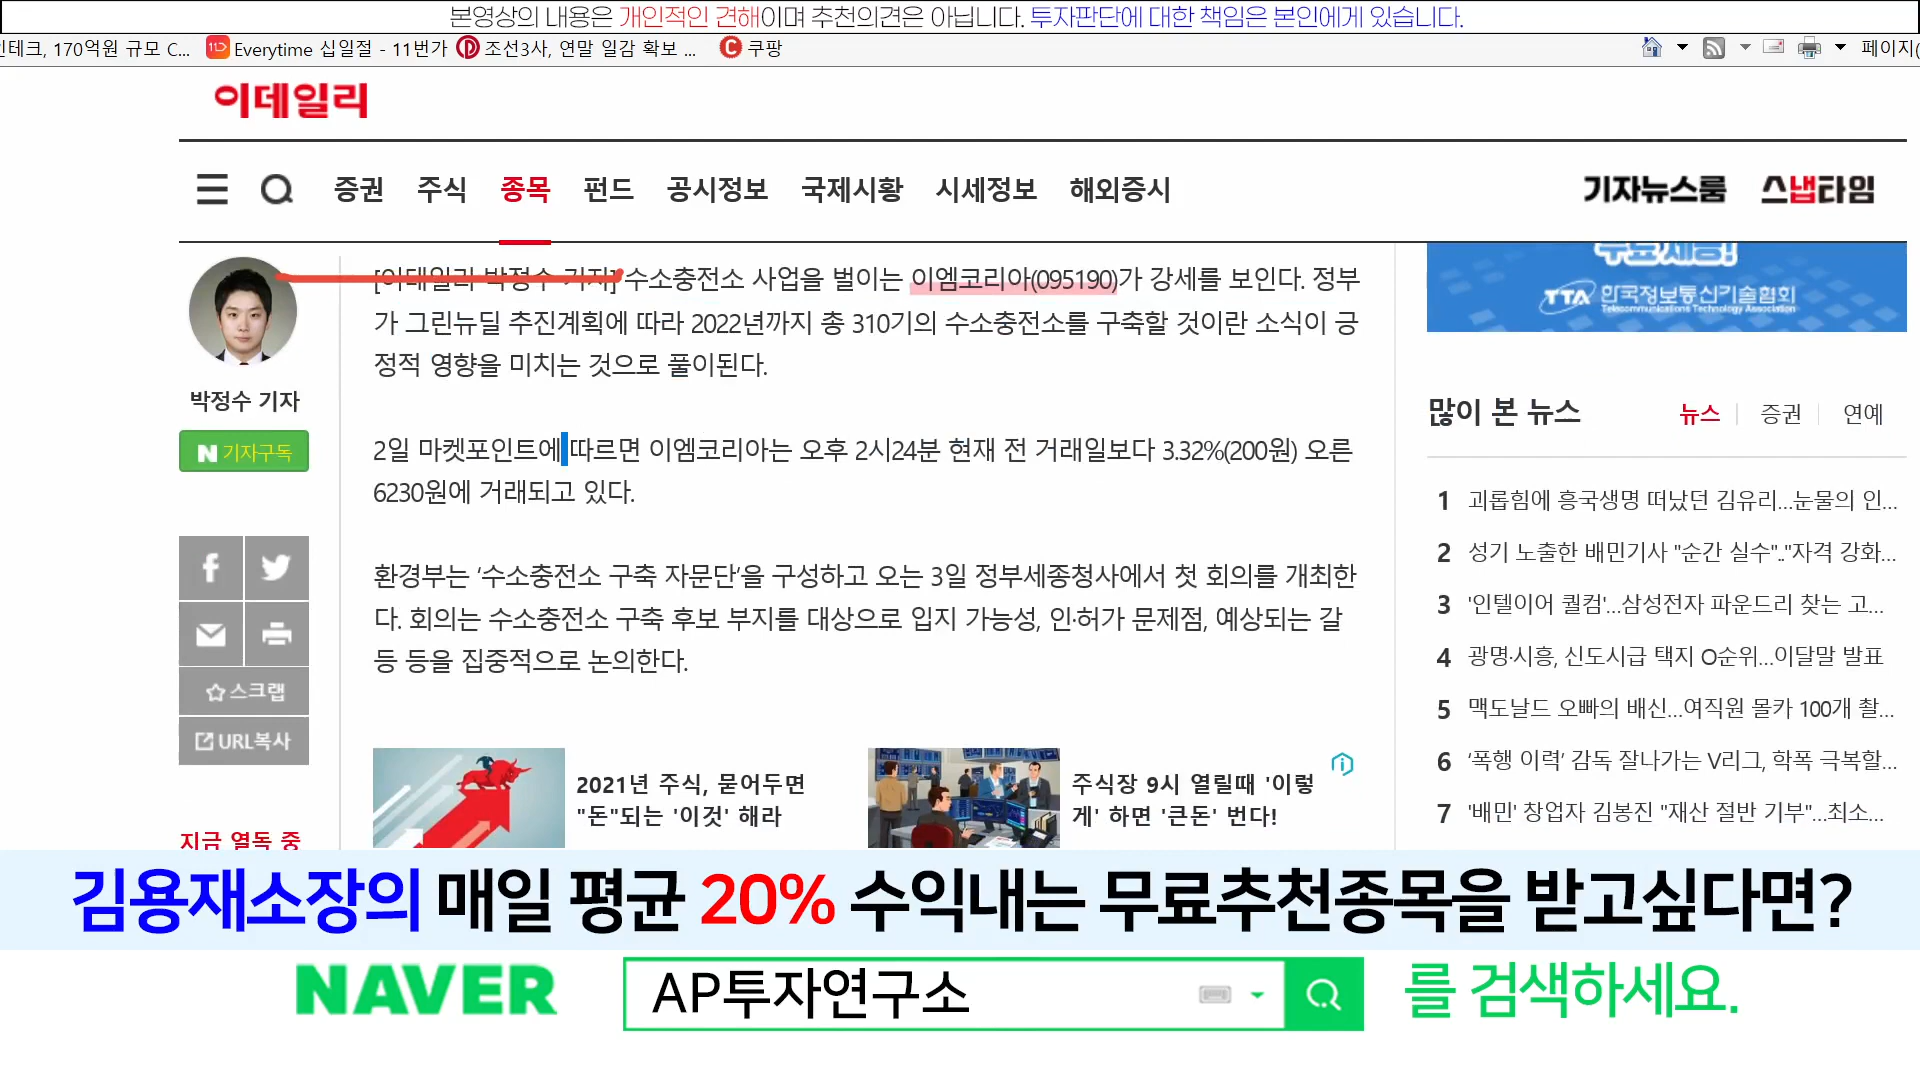 본영상의 내용은 개인적인 견해이며 추천의견은 아닙니다. 투자판단에 대한 책임은 본인에게 있습니다.
인테크, 170억원 규모 C... Everytime 십일절 - 11번가 조선3사, 연말 일감 확보 ... 쿠팡 페이지(
이데일리
증권 주식 종목 펀드 공시정보 국제시황 시세정보 해외증시 기자뉴스룸 스냅타임
[이데일리 박정수 기자] 수소충전소 사업을 벌이는 이엠코리아(095190)가 강세를 보인다. 정부
가 그린뉴딜 추진계획에 따라 2022년까지 총 310기의 수소충전소를 구축할 것이란 소식이 긍
정적 영향을 미치는 것으로 풀이된다.
2일 마켓포인트에 따르면 이엠코리아는 오후 2시24분 현재 전 거래일보다 3.32%(200원) 오른
6230원에 거래되고 있다.
환경부는 ‘수소충전소 구축 자문단’을 구성하고 오는 3일 정부세종청사에서 첫 회의를 개최한
다. 회의는 수소충전소 구축 후보 부지를 대상으로 입지 가능성, 인·허가 문제점, 예상되는 갈
등 등을 집중적으로 논의한다.
박정수 기자
N 기자구독
스크랩
URL복사
지금 열독 중
2021년 주식, 묻어두면
"돈"되는 '이것' 해라
주식장 9시 열릴때 '이렇
게' 하면 '큰돈' 번다!
TTA 한국정보통신기술협회
Telecommunications Technology Association
많이 본 뉴스 뉴스 증권 연예
1 괴롭힘에 흥국생명 떠났던 김유리...눈물의 인...
2 성기 노출한 배민기사 "순간 실수".."자격 강화...
3 '인텔이어 퀄컴'...삼성전자 파운드리 찾는 고...
4 광명·시흥, 신도시급 택지 O순위...이달말 발표
5 맥도날드 오빠의 배신...여직원 몰카 100개 촬...
6 ‘폭행 이력’ 감독 잘나가는 V리그, 학폭 극복할...
7 '배민' 창업자 김봉진 "재산 절반 기부"...최소...
김용재소장의 매일 평균 20% 수익내는 무료추천종목을 받고싶다면?
NAVER AP투자연구소 를 검색하세요.